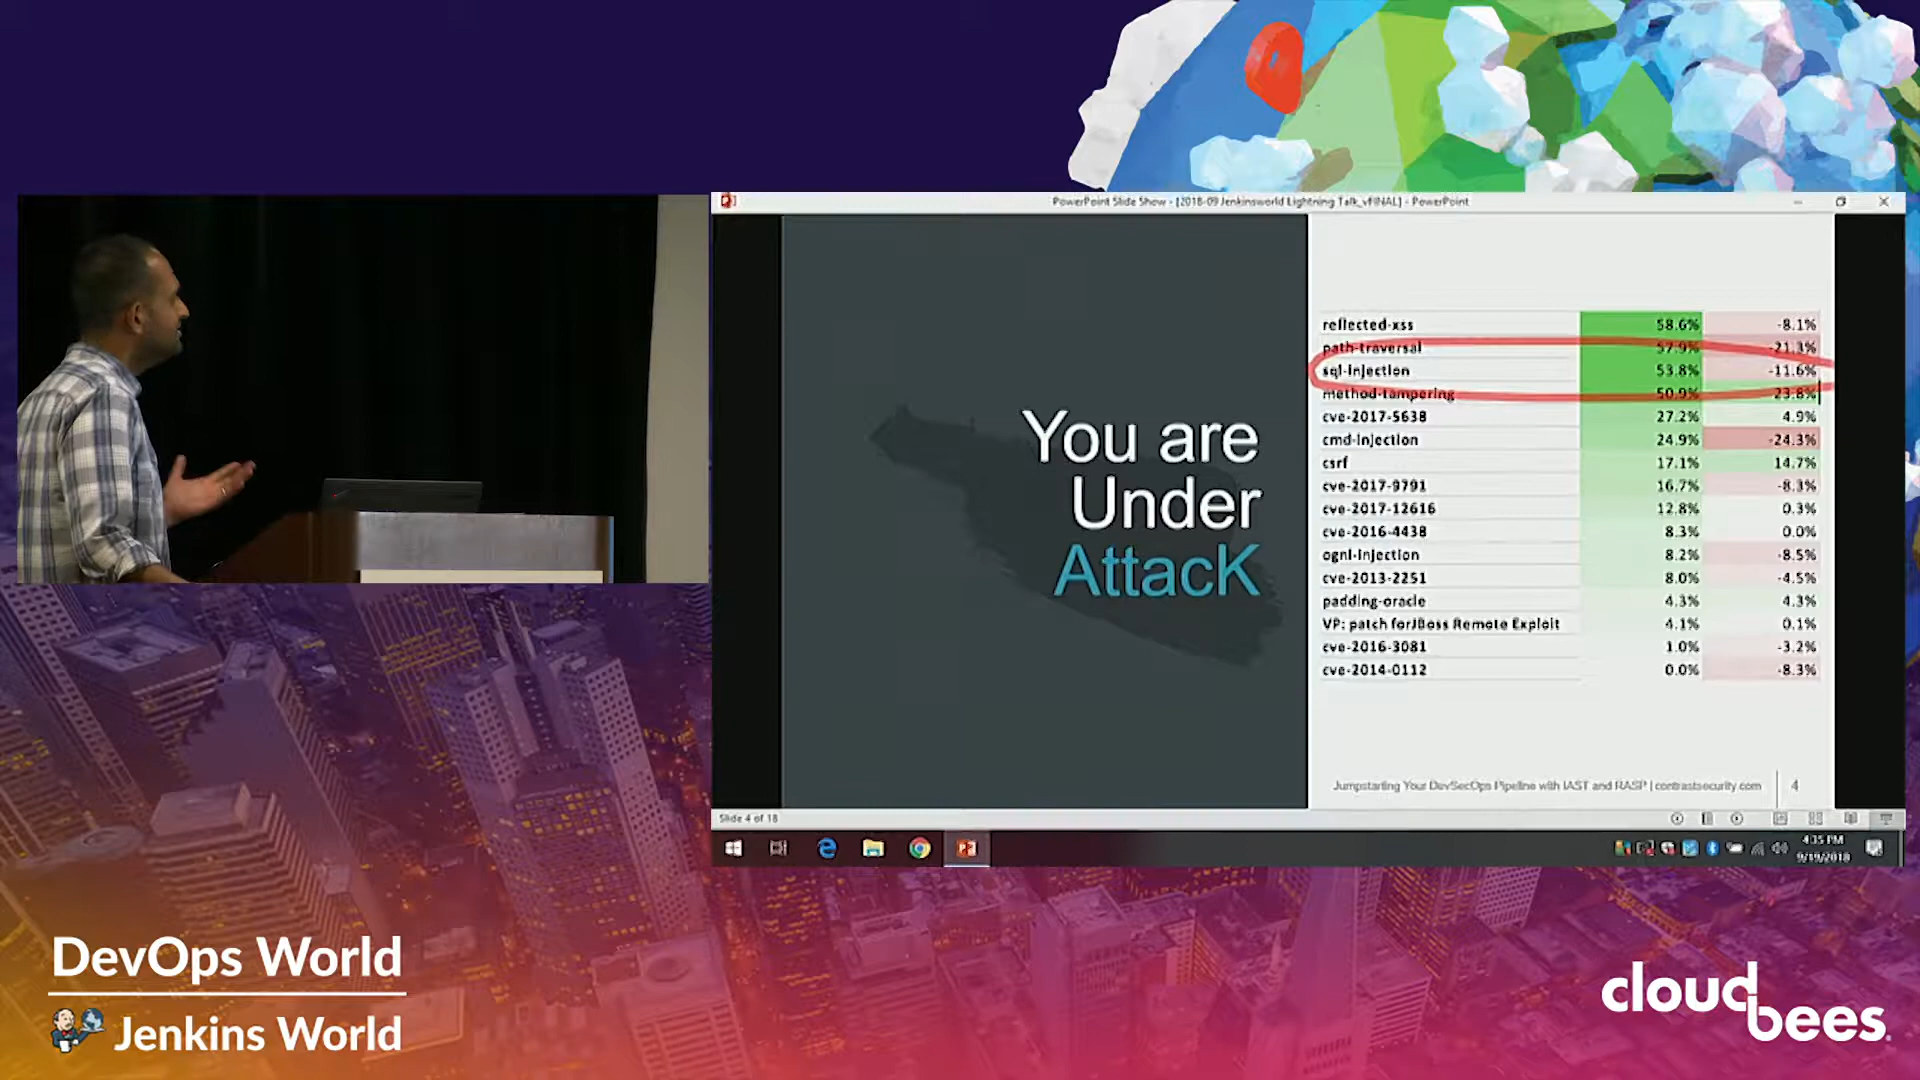 PowerPoint Slide Show - [2018-09 Jenkinsworld Lightning Talk_vFINAL] - PowerPoint
You are
Under
AttacK
reflected-xss 58.6% -8.1%
path-traversal 57.9% -21.3%
sql-injection 53.8% -11.6%
method-tampering 50.9% 23.8%
cve-2017-5638 27.2% 4.9%
cmd-injection 24.9% -24.3%
csrf 17.1% 14.7%
cve-2017-9791 16.7% -8.3%
cve-2017-12616 12.8% 0.3%
cve-2016-4438 8.3% 0.0%
ognl-injection 8.2% -8.5%
cve-2013-2251 8.0% -4.5%
padding-oracle 4.3% 4.3%
VP: patch forJBoss Remote Exploit 4.1% 0.1%
cve-2016-3081 1.0% -3.2%
cve-2014-0112 0.0% -8.3%
Jumpstarting Your DevSecOps Pipeline with IAST and RASP | contrastsecurity.com 4
Slide 4 of 18
4:35 PM
9/19/2018
DevOps World
Jenkins World
cloudbees